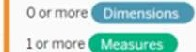 0 or more Dimensions
1 or more Measures